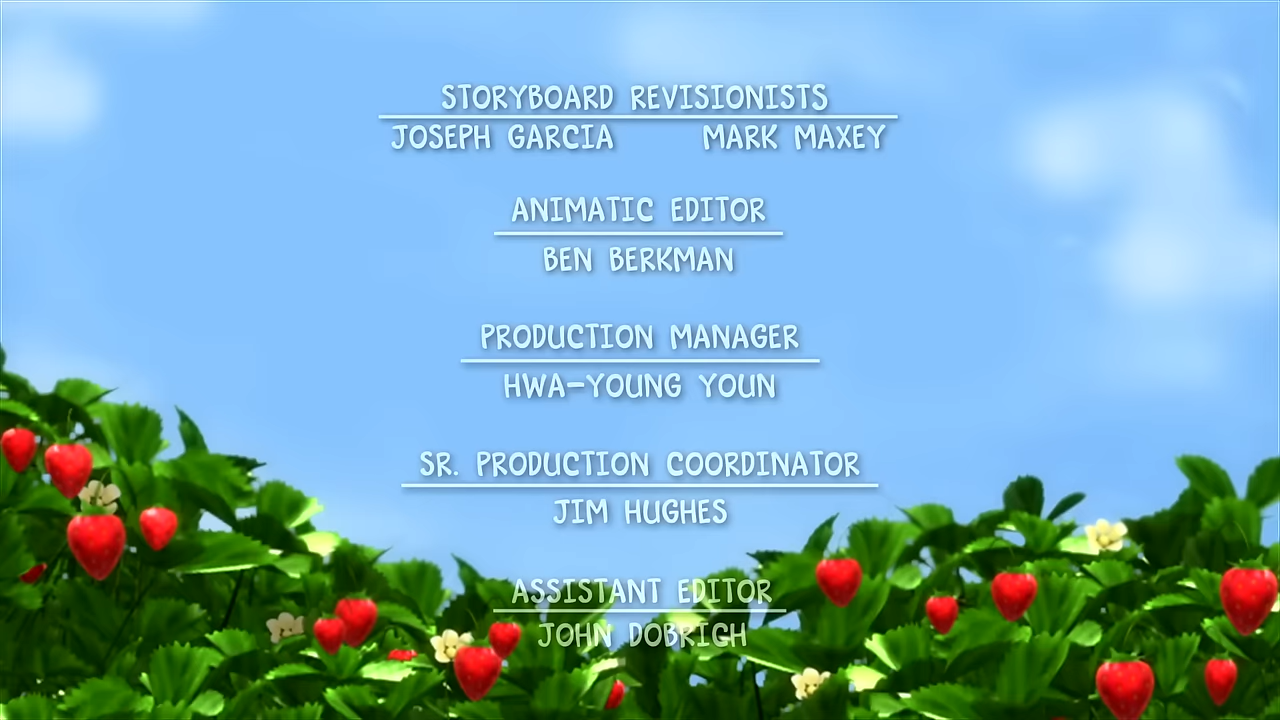 STORYBOARD REVISIONISTS
JOSEPH GARCIA MARK MAXEY
ANIMATIC EDITOR
BEN BERKMAN
PRODUCTION MANAGER
HWA-YOUNG YOUN
SR. PRODUCTION COORDINATOR
JIM HUGHES
ASSISTANT EDITOR
JOHN DOBRIGH